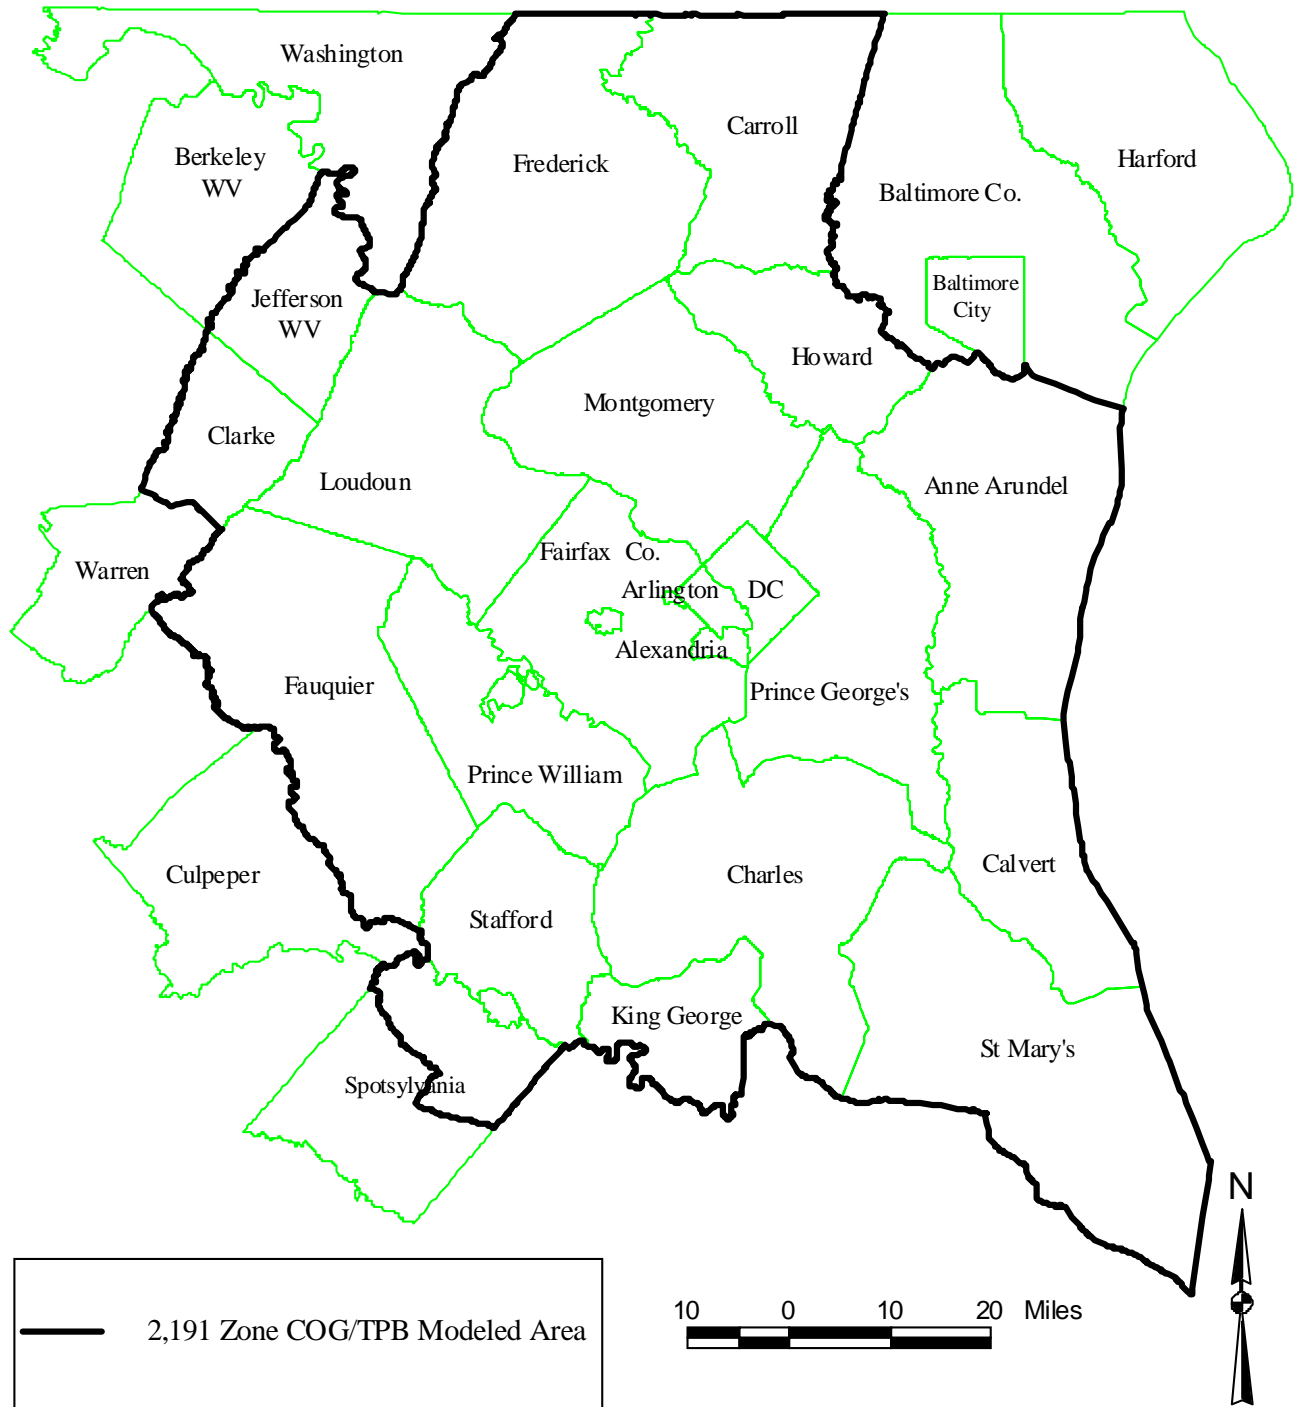 Washington
Carroll
Berkeley
WV
Frederick
Harford
Baltimore Co.
Jefferson
WV
Baltimore
City
Howard
Montgomery
Clarke
Loudoun
Anne Arundel
Fairfax Co.
Warren
Arlington
DC
Alexandria
Fauquier
Prince George's
Prince William
Culpeper
Charles
Calvert
Stafford
King George
St Mary's
Spotsylvania
N
2,191 Zone COG/TPB Modeled Area
10 0 10 20 Miles